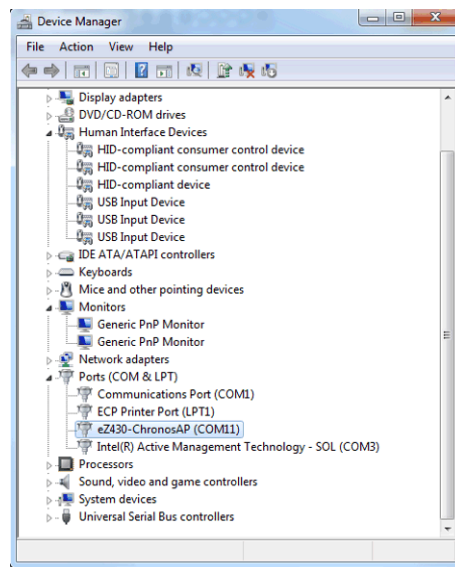 Device Manager
File Action View Help
Display adapters
DVD/CD-ROM drives
Human Interface Devices
HID-compliant consumer control device
HID-compliant consumer control device
HID-compliant device
USB Input Device
USB Input Device
USB Input Device
IDE ATA/ATAPI controllers
Keyboards
Mice and other pointing devices
Monitors
Generic PnP Monitor
Generic PnP Monitor
Network adapters
Ports (COM & LPT)
Communications Port (COM1)
ECP Printer Port (LPT1)
eZ430-ChronosAP (COM11)
Intel(R) Active Management Technology - SOL (COM3)
Processors
Sound, video and game controllers
System devices
Universal Serial Bus controllers